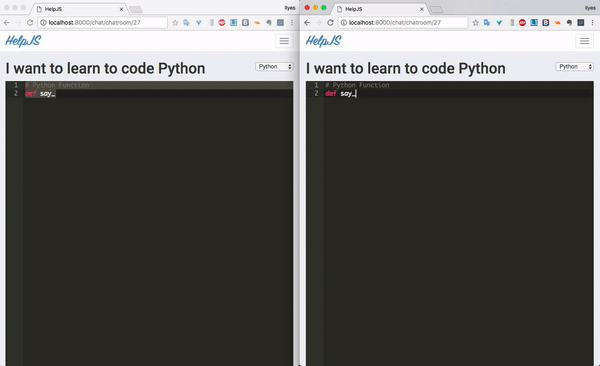 HelpJS
Ilyes
localhost:8000/chat/chatroom/27
HelpJS
I want to learn to code Python
Python
1 # Python Function
2 def say_
HelpJS
Ilyes
localhost:8000/chat/chatroom/27
HelpJS
I want to learn to code Python
Python
1 # Python Function
2 def say_